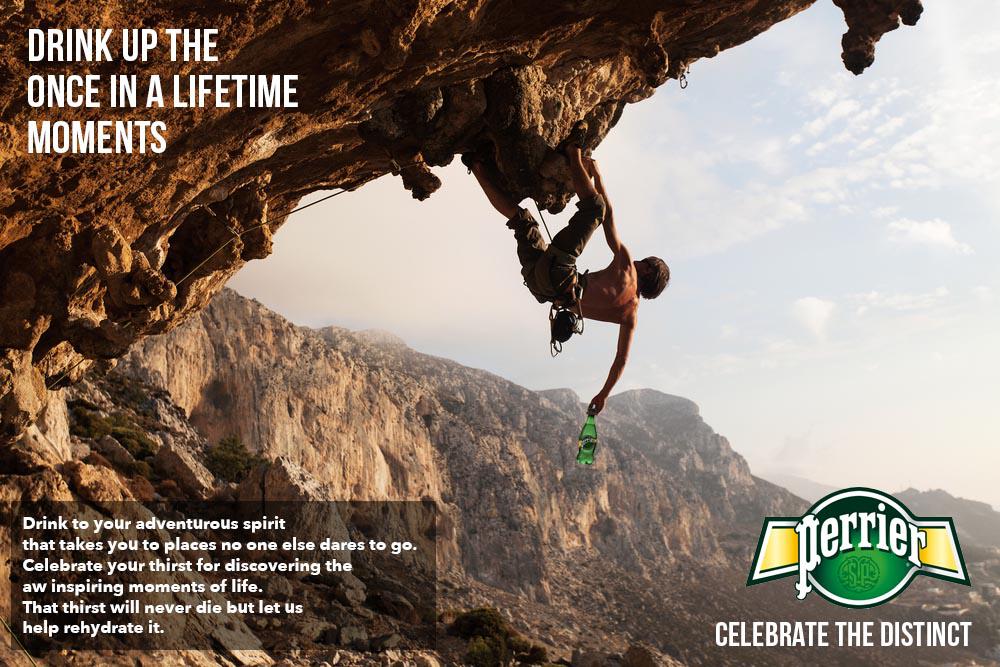 DRINK UP THE
ONCE IN A LIFETIME
MOMENTS
Drink to your adventurous spirit
that takes you to places no one else dares to go.
Celebrate your thirst for discovering the
aw inspiring moments of life.
That thirst will never die but let us
help rehydrate it.
perrier
CELEBRATE THE DISTINCT